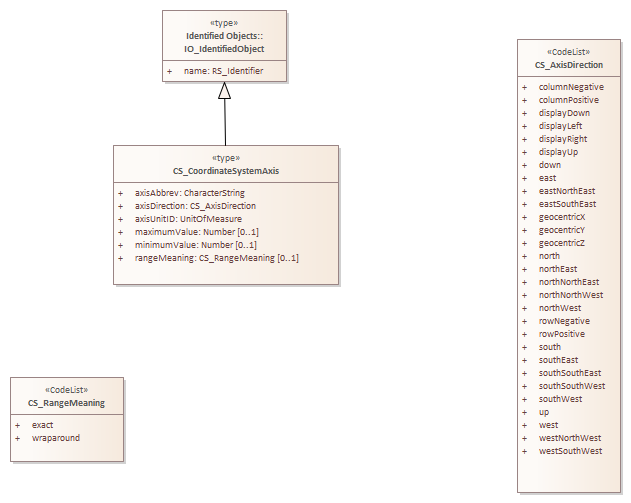 «type»
Identified Objects::
IO_IdentifiedObject
+ name: RS_Identifier
«type»
CS_CoordinateSystemAxis
+ axisAbbrev: CharacterString
+ axisDirection: CS_AxisDirection
+ axisUnitID: UnitOfMeasure
+ maximumValue: Number [0..1]
+ minimumValue: Number [0..1]
+ rangeMeaning: CS_RangeMeaning [0..1]
«CodeList»
CS_RangeMeaning
+ exact
+ wraparound
«CodeList»
CS_AxisDirection
+ columnNegative
+ columnPositive
+ displayDown
+ displayLeft
+ displayRight
+ displayUp
+ down
+ east
+ eastNorthEast
+ eastSouthEast
+ geocentricX
+ geocentricY
+ geocentricZ
+ north
+ northEast
+ northNorthEast
+ northNorthWest
+ northWest
+ rowNegative
+ rowPositive
+ south
+ southEast
+ southSouthEast
+ southSouthWest
+ southWest
+ up
+ west
+ westNorthWest
+ westSouthWest